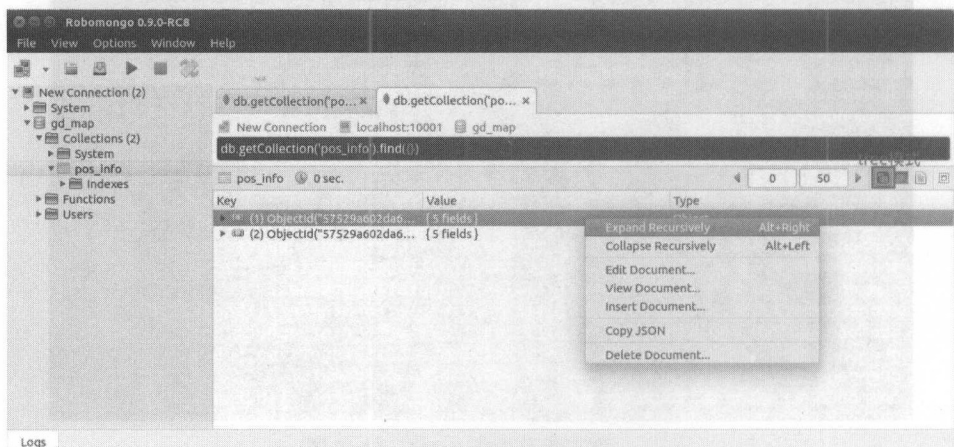 Robomongo 0.9.0-RC8
File View Options Window Help
New Connection (2)
System
gd_map
Collections (2)
System
pos_info
Indexes
Functions
Users
db.getCollection('po... × db.getCollection('po... ×
New Connection localhost:10001 gd_map
db.getCollection('pos_info').find({})
pos_info 0 sec. 0 50
Key Value Type
(1) ObjectId("57529a602da6... { 5 fields } Object
(2) ObjectId("57529a602da6... { 5 fields }
Expand Recursively Alt+Right
Collapse Recursively Alt+Left
Edit Document...
View Document...
Insert Document...
Copy JSON
Delete Document...
Logs